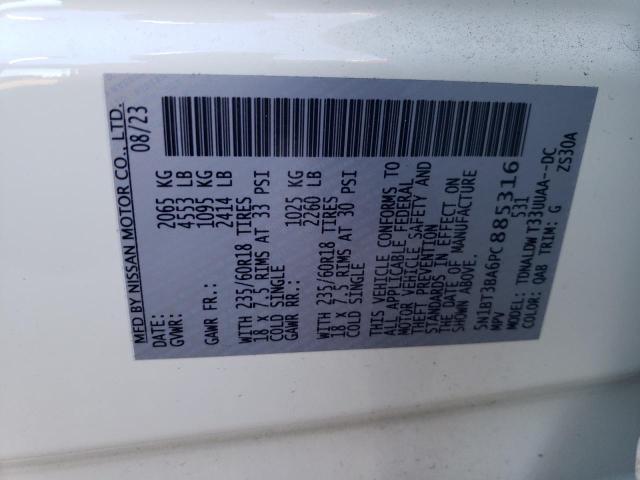 MFD BY NISSAN MOTOR CO., LTD.
DATE: 08/23
GVWR: 2065 KG
4553 LB
GAWR FR.: 1095 KG
2414 LB
WITH 235/60R18 TIRES
18 X 7.5 RIMS AT 33 PSI
COLD SINGLE
GAWR RR.: 1025 KG
2260 LB
WITH 235/60R18 TIRES
18 X 7.5 RIMS AT 30 PSI
COLD SINGLE
THIS VEHICLE CONFORMS TO
ALL APPLICABLE FEDERAL
MOTOR VEHICLE SAFETY AND
THEFT PREVENTION
STANDARDS IN EFFECT ON
THE DATE OF MANUFACTURE
SHOWN ABOVE.
5N1BT3BA6PC885316
MPV 531
MODEL: TDNALDWT33UUAA--DC
COLOR: QAB TRIM: G ZS30A